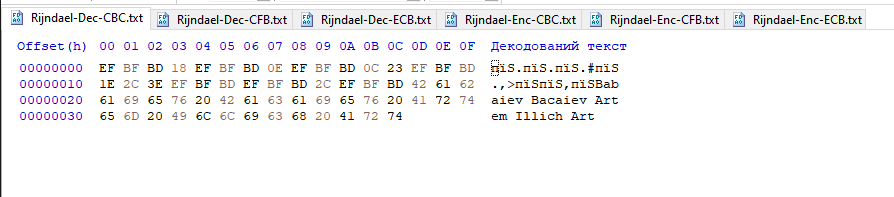 Rijndael-Dec-CBC.txt Rijndael-Dec-CFB.txt Rijndael-Dec-ECB.txt Rijndael-Enc-CBC.txt Rijndael-Enc-CFB.txt Rijndael-Enc-ECB.txt
Offset(h) 00 01 02 03 04 05 06 07 08 09 0A 0B 0C 0D 0E 0F Декодований текст
00000000 EF BF BD 18 EF BF BD 0E EF BF BD 0C 23 EF BF BD пїЅ.пїЅ.пїЅ.#пїЅ
00000010 1E 2C 3E EF BF BD EF BF BD 2C EF BF BD 42 61 62 .,>пїЅпїЅ,пїЅBab
00000020 61 69 65 76 20 42 61 63 61 69 65 76 20 41 72 74 aiev Bacaiev Art
00000030 65 6D 20 49 6C 6C 69 63 68 20 41 72 74 em Illich Art